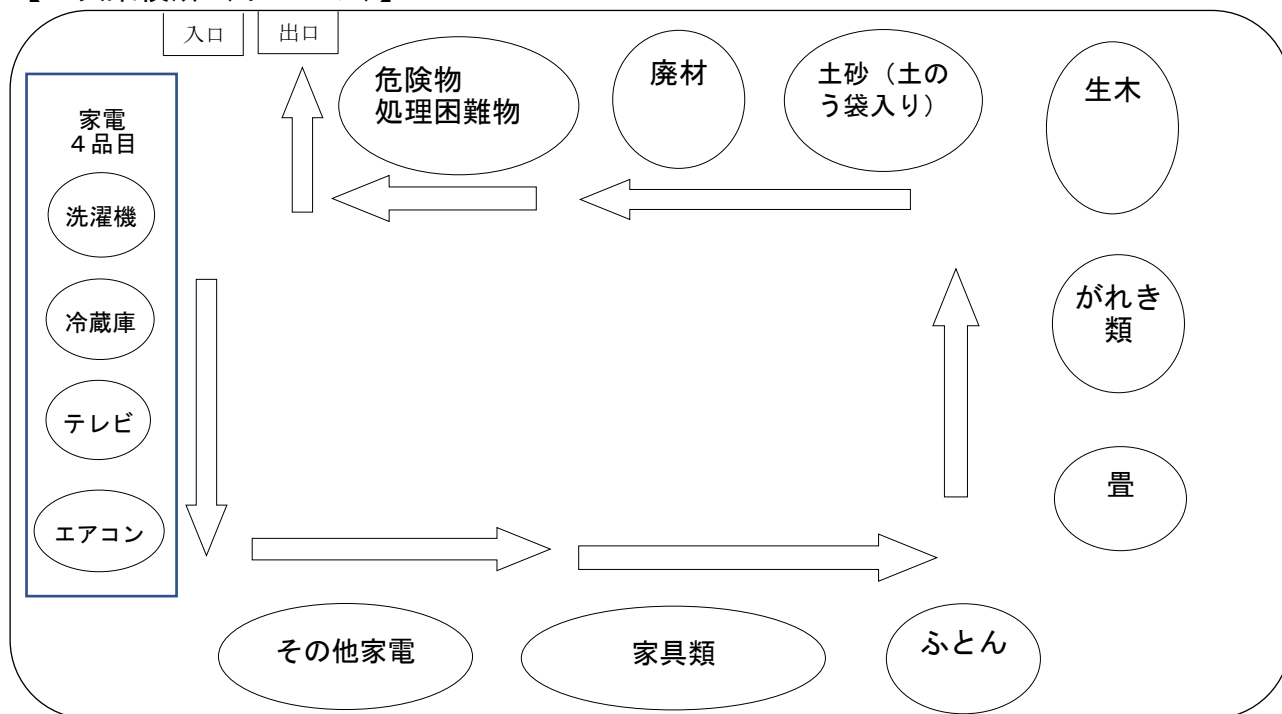 入口
出口
家電
４品目
洗濯機
冷蔵庫
テレビ
エアコン
危険物
処理困難物
廃材
土砂（土の
う袋入り）
生木
がれき
類
畳
その他家電
家具類
ふとん